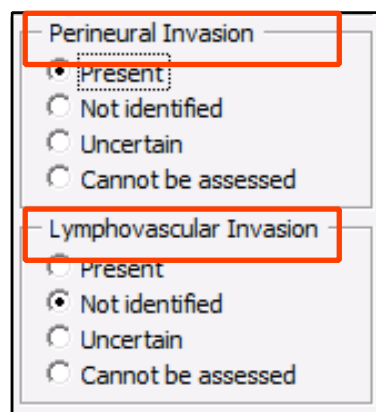 Perineural Invasion
Present
Not identified
Uncertain
Cannot be assessed
Lymphovascular Invasion
Present
Not identified
Uncertain
Cannot be assessed